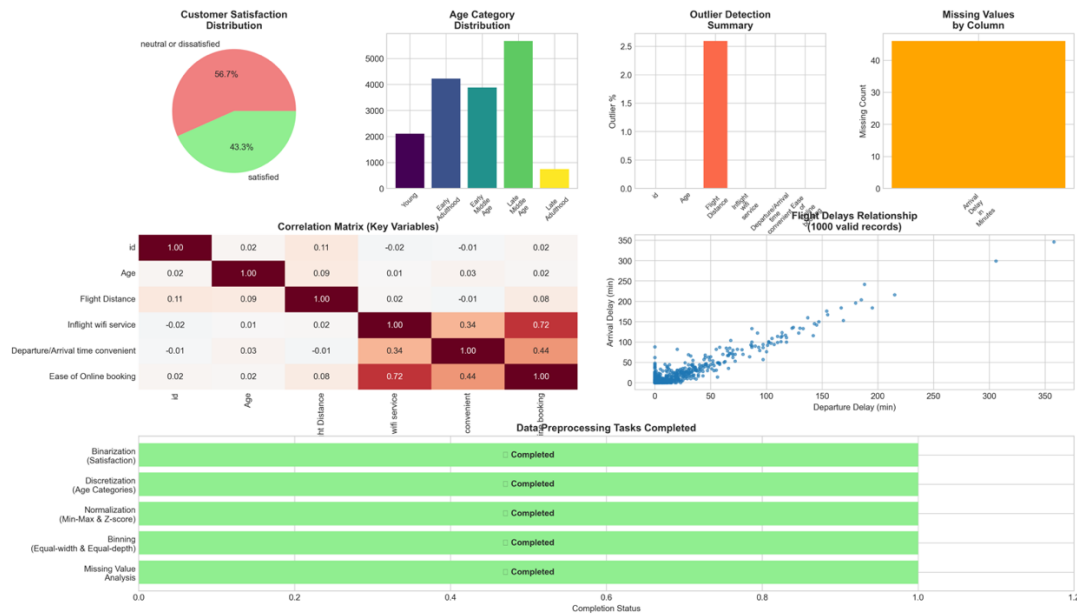 Customer Satisfaction
Distribution
neutral or dissatisfied
56.7%
43.3%
satisfied
Age Category
Distribution
5000
4000
3000
2000
1000
0
Young
Early
Adulthood
Early
Middle
Age
Late
Middle
Age
Late
Adulthood
Outlier Detection
Summary
Outlier %
2.5
2.0
1.5
1.0
0.5
0.0
id
Age
Flight
Distance
Inflight
wifi
service
Departure/Arrival
time
convenient
Ease
of
Missing Values
by Column
Missing Count
40
30
20
10
0
Arrival
Delay
in
Minutes
Correlation Matrix (Key Variables)
id 1.00 0.02 0.11 -0.02 -0.01 0.02
Age 0.02 1.00 0.09 0.01 0.03 0.02
Flight Distance 0.11 0.09 1.00 0.02 -0.01 0.08
Inflight wifi service -0.02 0.01 0.02 1.00 0.34 0.72
Departure/Arrival time convenient -0.01 0.03 -0.01 0.34 1.00 0.44
Ease of Online booking 0.02 0.02 0.08 0.72 0.44 1.00
id
Age
ht Distance
wifi service
convenient
booking
Flight Delays Relationship
(1000 valid records)
Arrival Delay (min)
350
300
250
200
150
100
50
0
0 50 100 150 200 250 300 350
Departure Delay (min)
Data Preprocessing Tasks Completed
Binarization
(Satisfaction)
Completed
Discretization
(Age Categories)
Completed
Normalization
(Min-Max & Z-score)
Completed
Binning
(Equal-width & Equal-depth)
Completed
Missing Value
Analysis
Completed
0.0 0.2 0.4 0.6 0.8 1.0 1.2
Completion Status